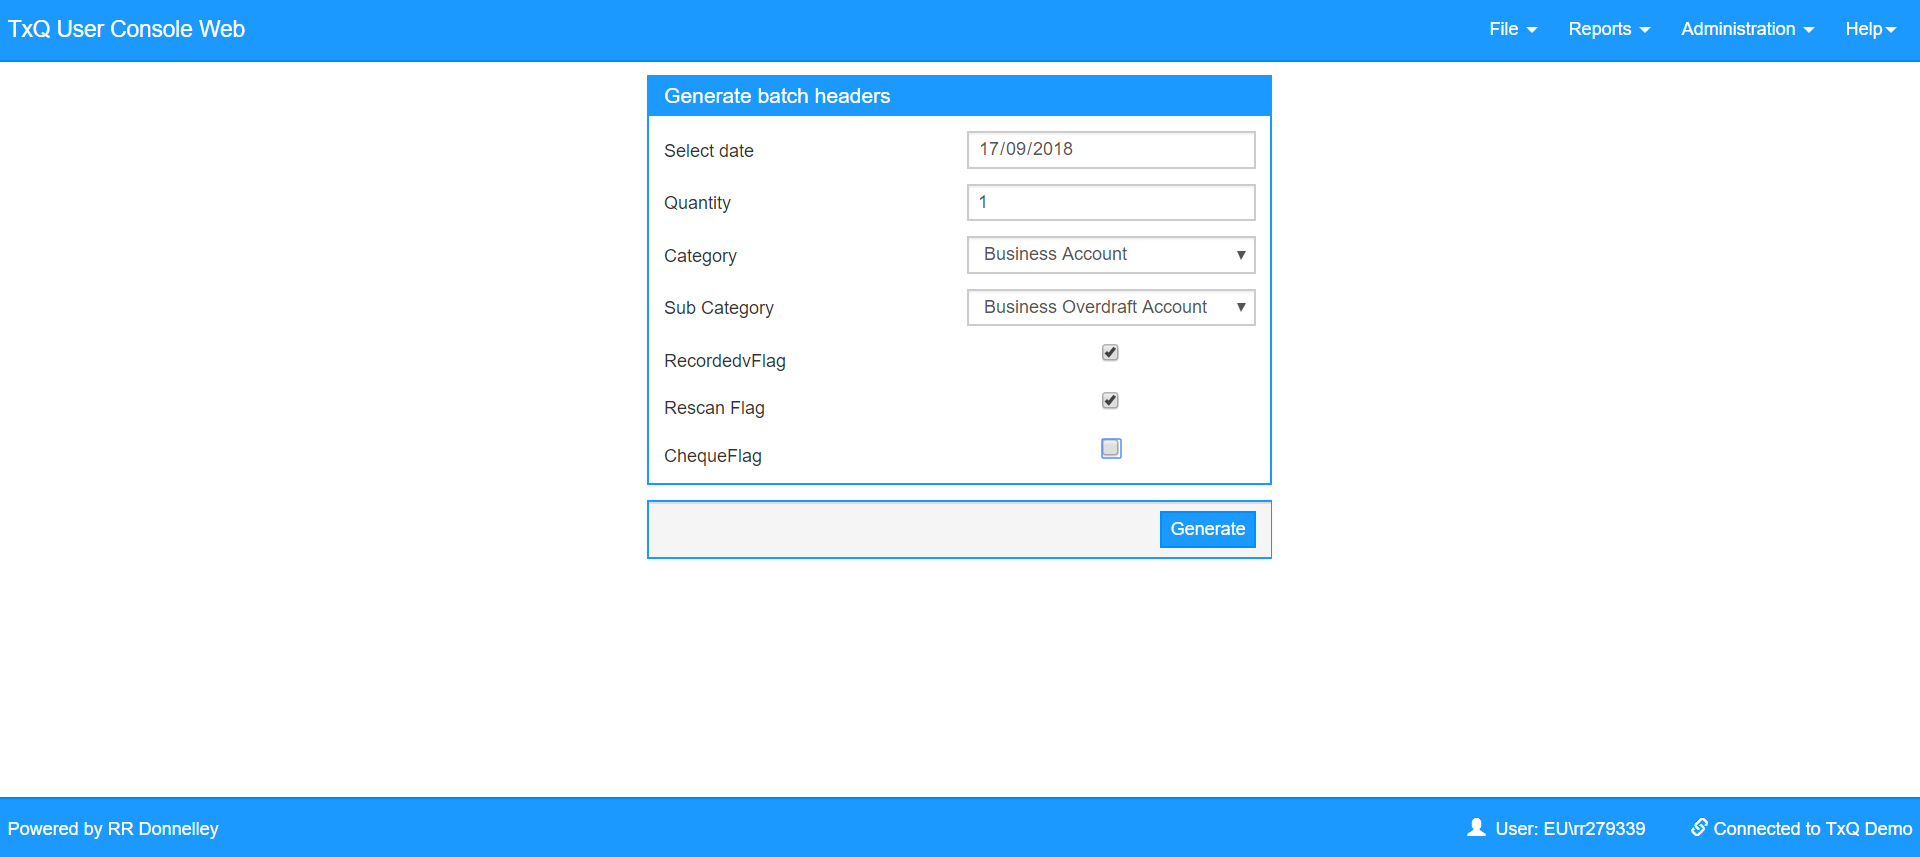 TxQ User Console Web
File Reports Administration Help
Generate batch headers
Select date 17/09/2018
Quantity 1
Category Business Account
Sub Category Business Overdraft Account
RecordedvFlag
Rescan Flag
ChequeFlag
Generate
Powered by RR Donnelley User: EU\rr279339 Connected to TxQ Demo